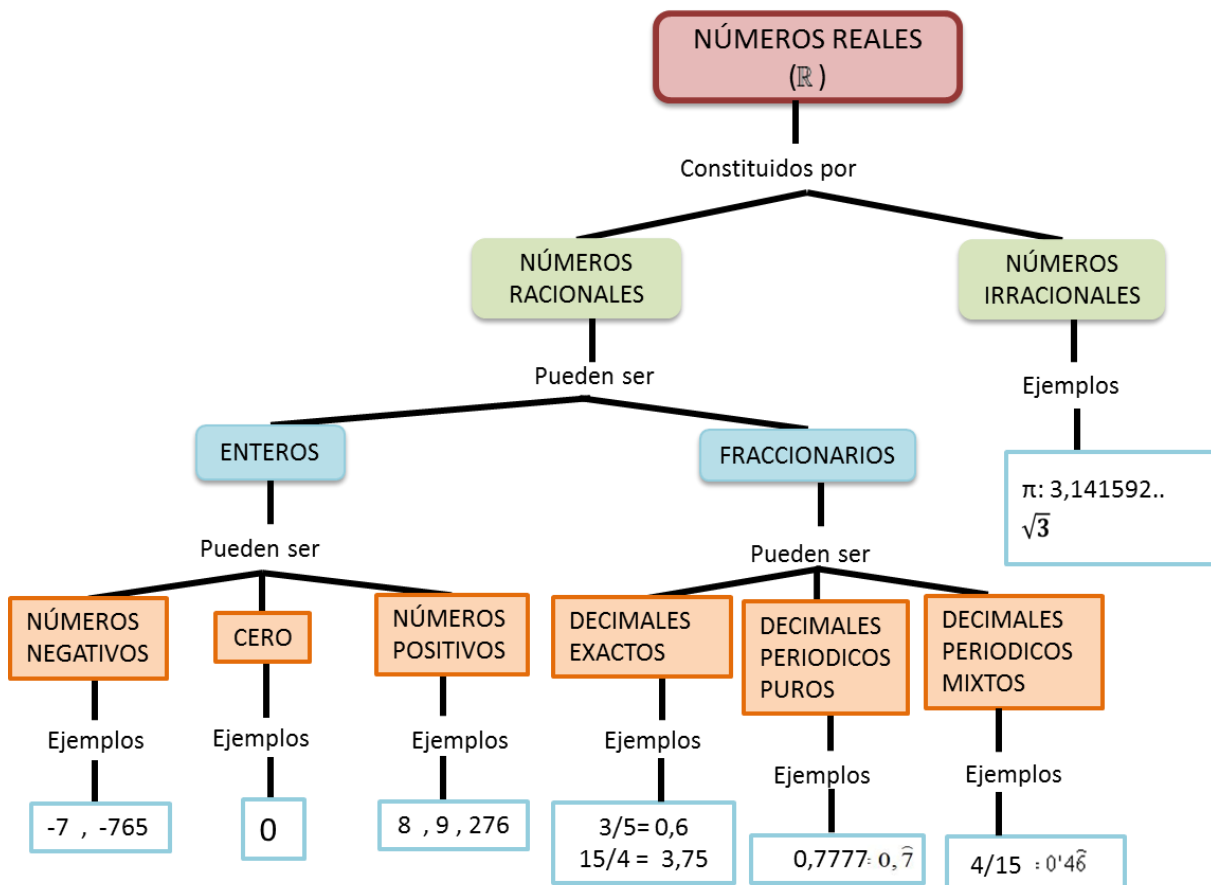 NÚMEROS REALES
(ℝ )
Constituidos por
NÚMEROS
RACIONALES
NÚMEROS
IRRACIONALES
Pueden ser
Ejemplos
ENTEROS
FRACCIONARIOS
π: 3,141592..
√3
Pueden ser
Pueden ser
NÚMEROS
NEGATIVOS
CERO
NÚMEROS
POSITIVOS
DECIMALES
EXACTOS
DECIMALES
PERIODICOS
PUROS
DECIMALES
PERIODICOS
MIXTOS
Ejemplos
Ejemplos
Ejemplos
Ejemplos
Ejemplos
Ejemplos
-7 , -765
0
8 , 9 , 276
3/5= 0,6
15/4 = 3,75
0,7777= 0,7̂
4/15 : 0'46̂